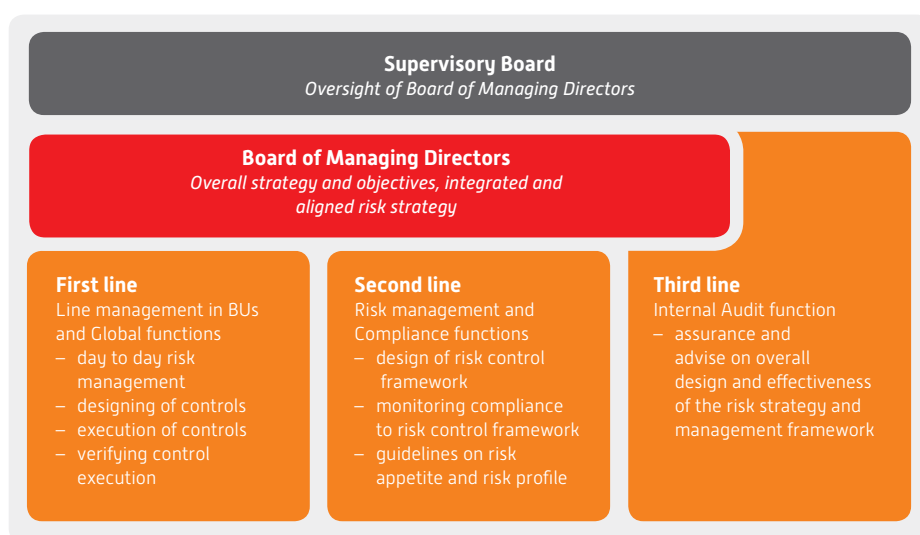 Supervisory Board
Oversight of Board of Managing Directors
Board of Managing Directors
Overall strategy and objectives, integrated and
aligned risk strategy
First line
Line management in BUs
and Global functions
– day to day risk
management
– designing of controls
– execution of controls
– verifying control
execution
Second line
Risk management and
Compliance functions
– design of risk control
framework
– monitoring compliance
to risk control framework
– guidelines on risk
appetite and risk profile
Third line
Internal Audit function
– assurance and
advise on overall
design and effectiveness
of the risk strategy and
management framework